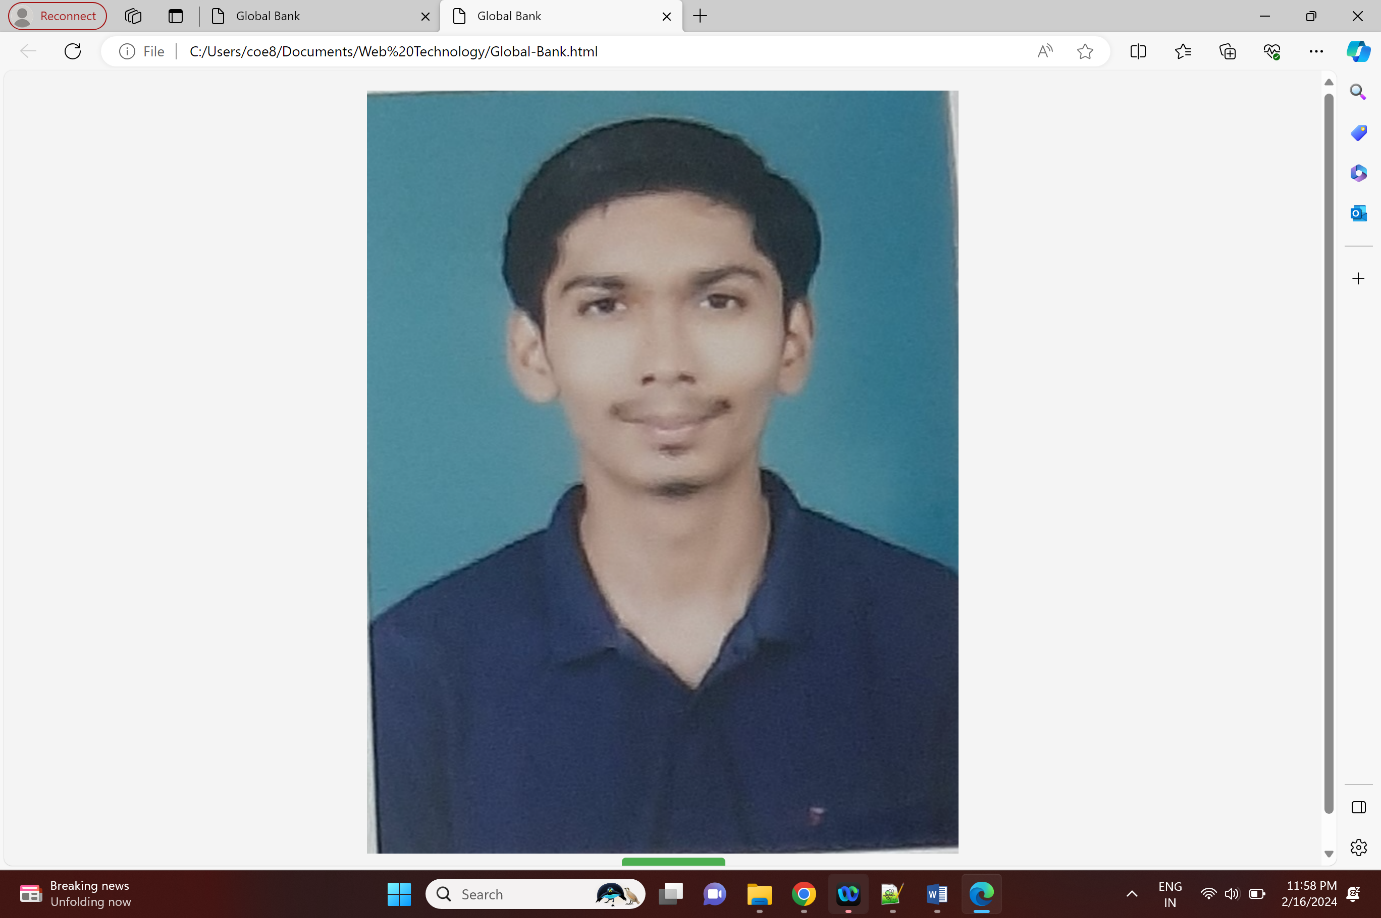 Reconnect
Global Bank
Global Bank
File
C:/Users/coe8/Documents/Web%20Technology/Global-Bank.html
Breaking news
Unfolding now
Search
ENG
IN
11:58 PM
2/16/2024